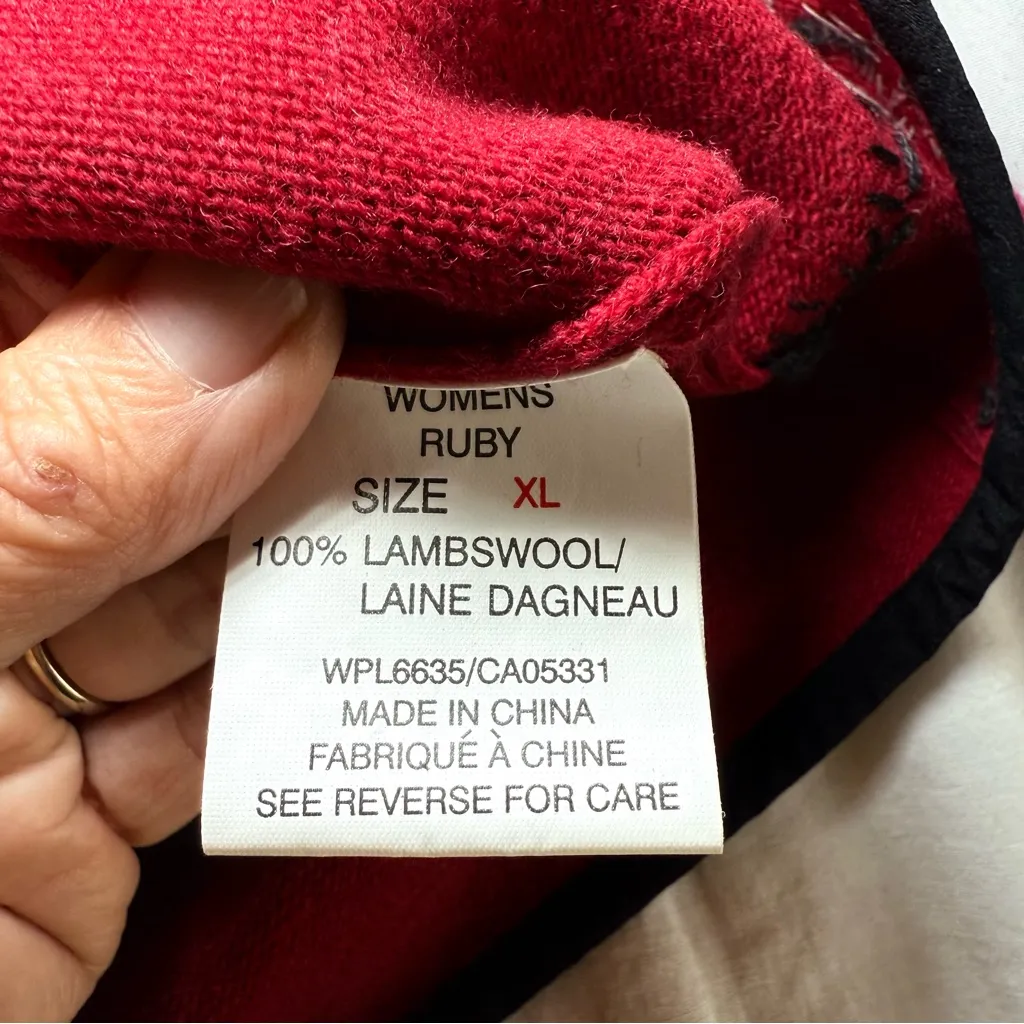 WOMENS
RUBY
SIZE XL
100% LAMBSWOOL/
LAINE DAGNEAU
WPL6635/CA05331
MADE IN CHINA
FABRIQUÉ À CHINE
SEE REVERSE FOR CARE